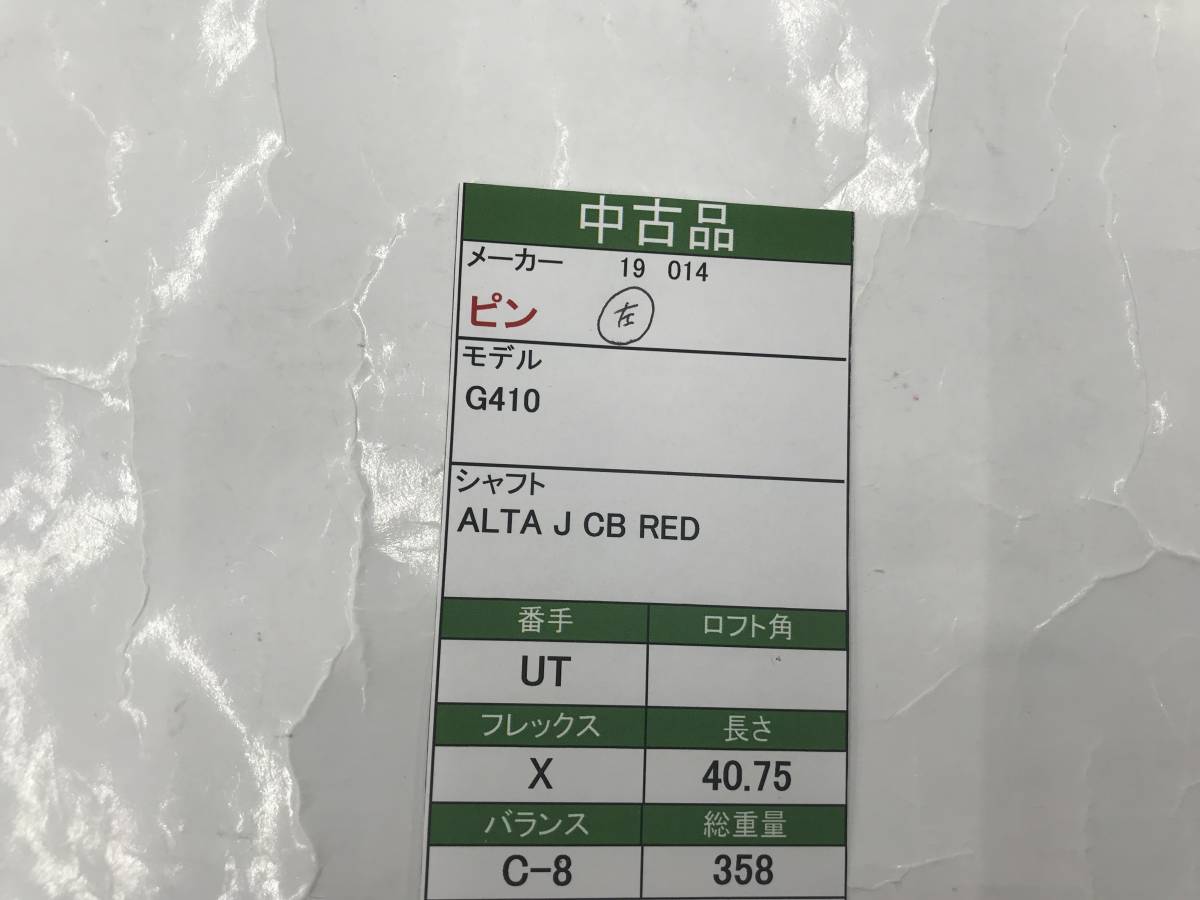 中古品
メーカー 19 014
ピン 左
モデル
G410
シャフト
ALTA J CB RED
番手 ロフト角
UT
フレックス 長さ
X 40.75
バランス 総重量
C-8 358